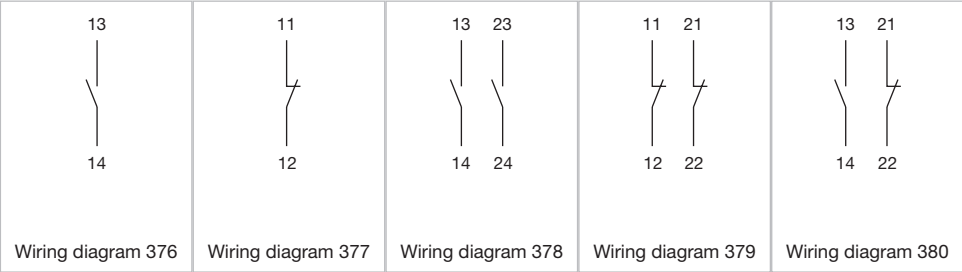 13
14
Wiring diagram 376
11
12
Wiring diagram 377
13 23
14 24
Wiring diagram 378
11 21
12 22
Wiring diagram 379
13 21
14 22
Wiring diagram 380